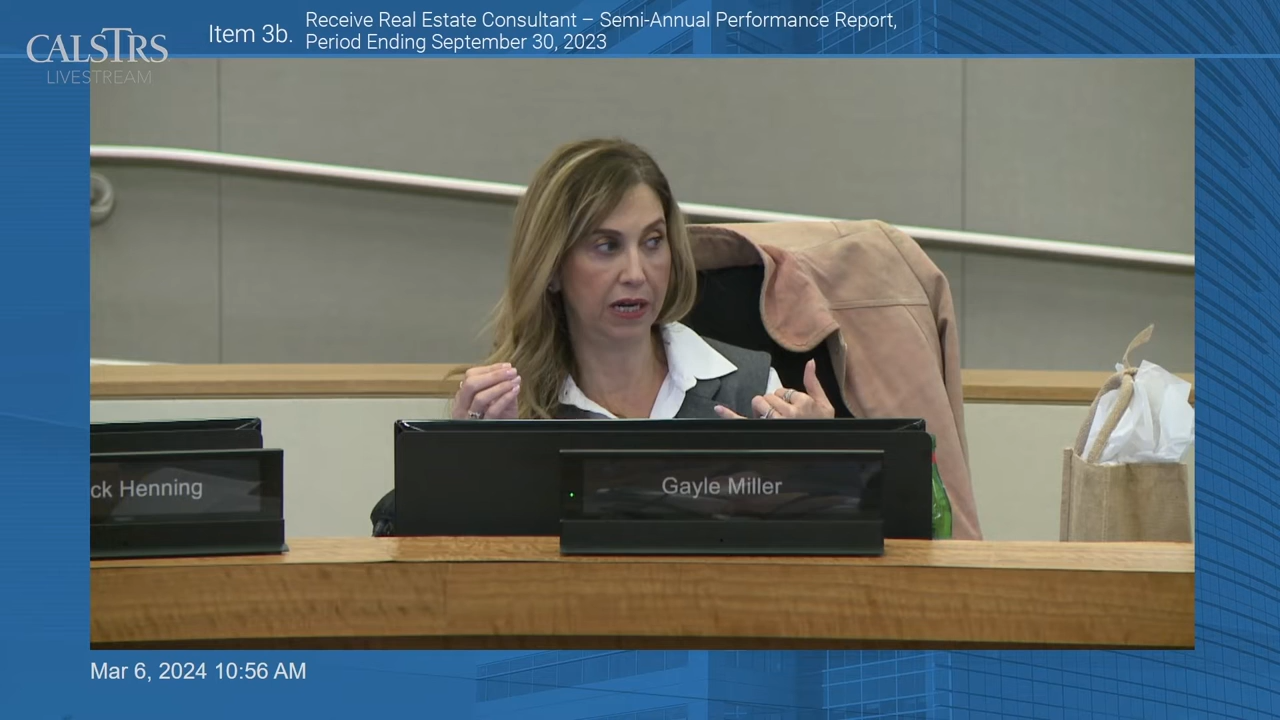 CALSTRS
LIVESTREAM
Item 3b.
Receive Real Estate Consultant – Semi-Annual Performance Report,
Period Ending September 30, 2023
ck Henning
Gayle Miller
Mar 6, 2024 10:56 AM